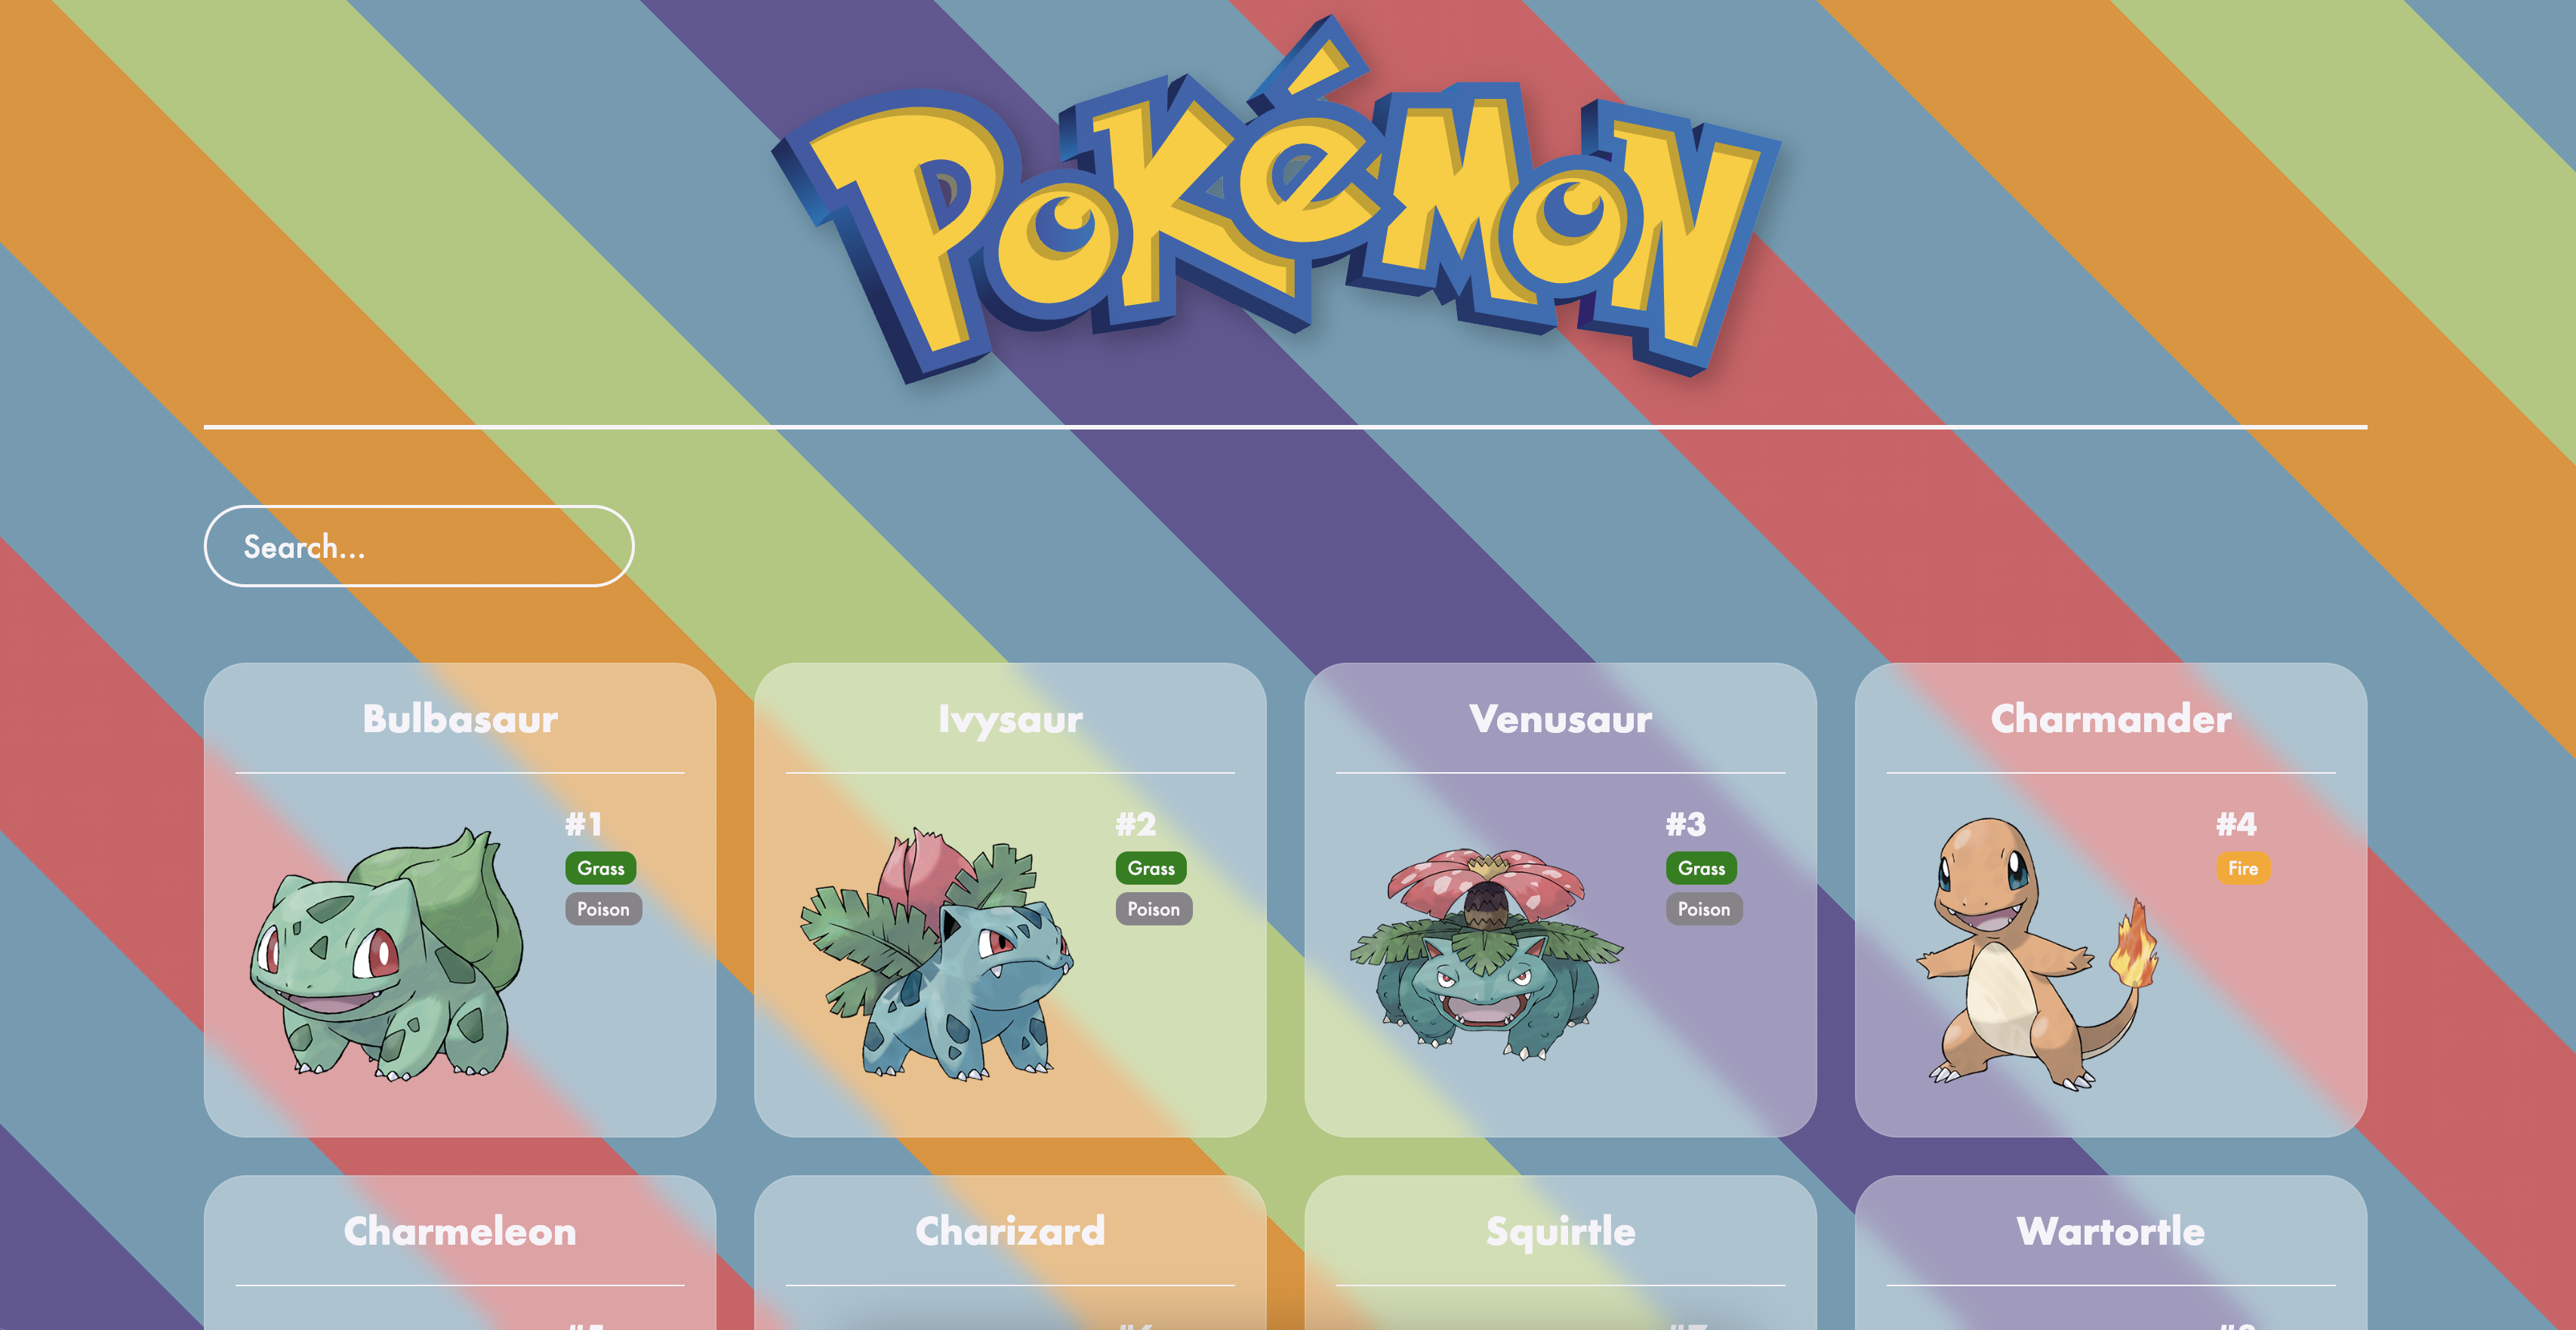 POKéMON
Search...
Bulbasaur
#1
Grass
Poison
Ivysaur
#2
Grass
Poison
Venusaur
#3
Grass
Poison
Charmander
#4
Fire
Charmeleon
Charizard
Squirtle
Wartortle